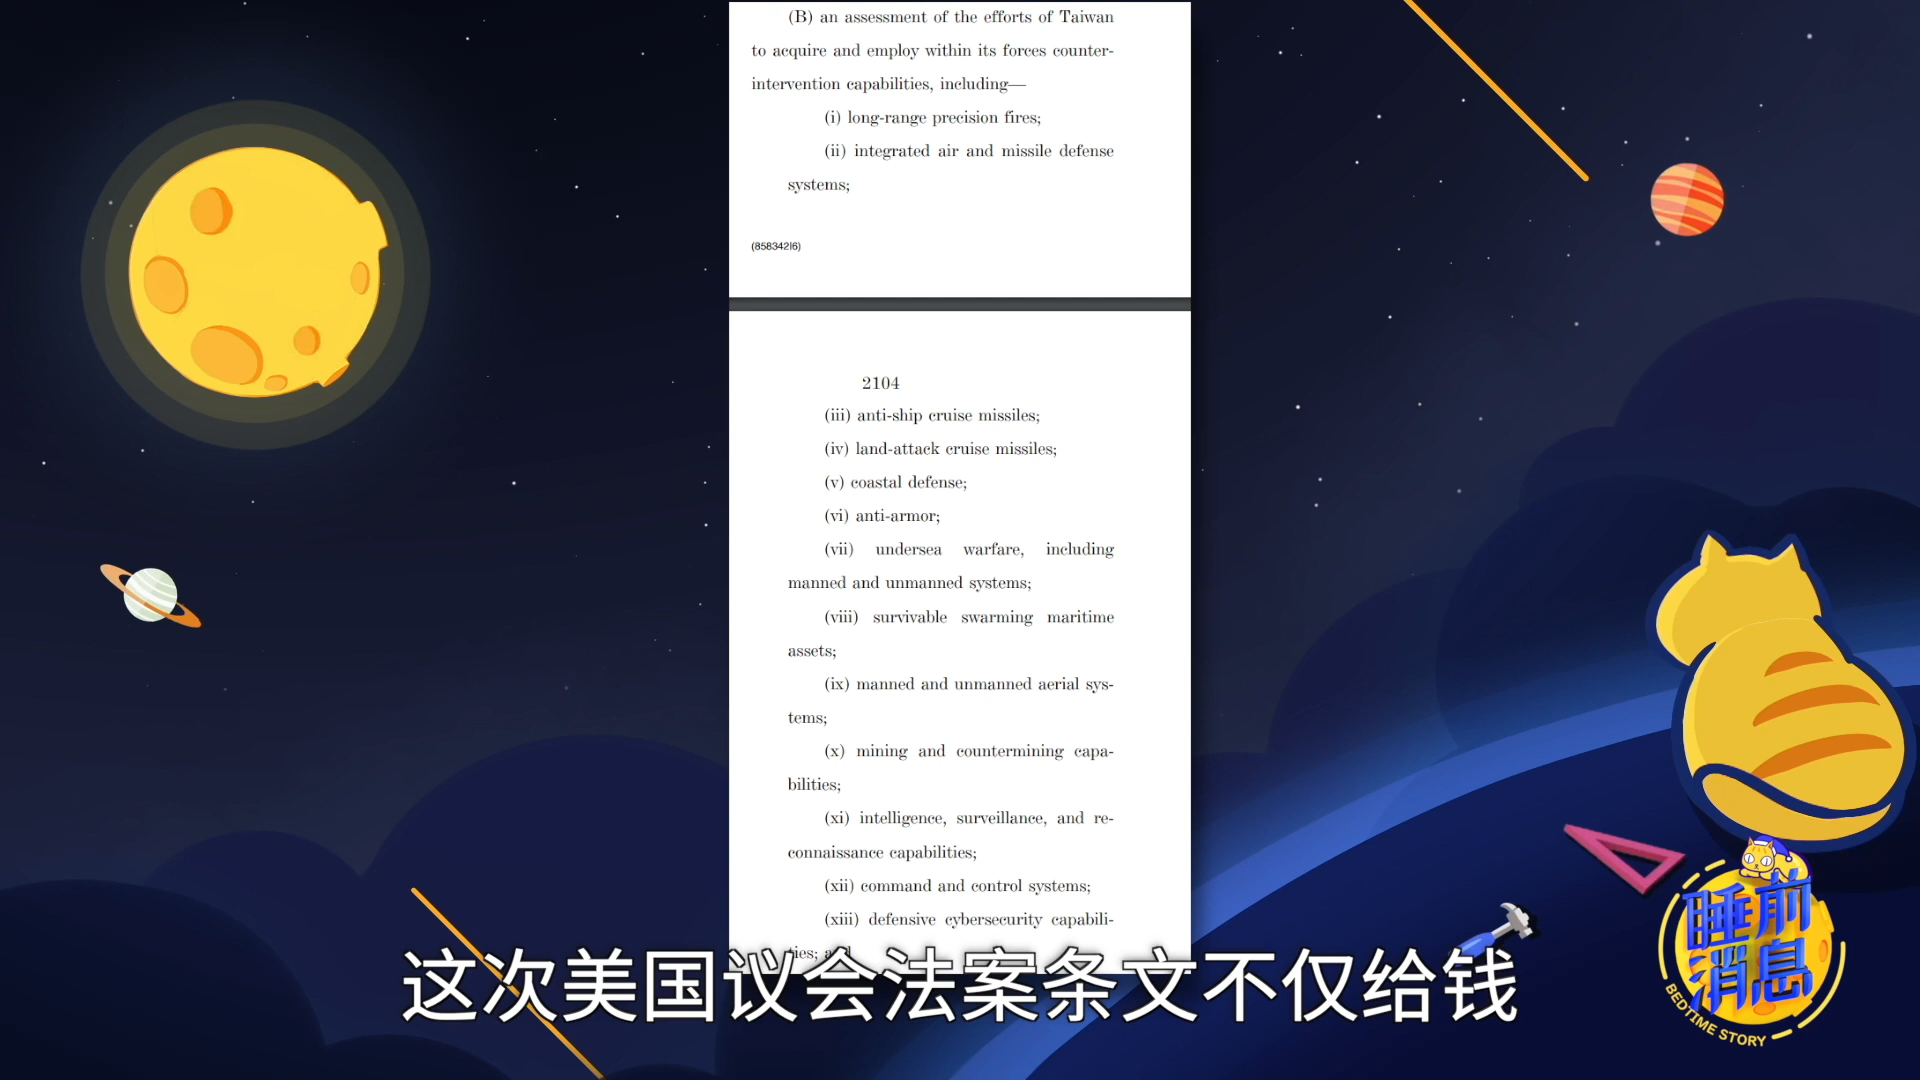 (B) an assessment of the efforts of Taiwan
to acquire and employ within its forces counter-
intervention capabilities, including—
(i) long-range precision fires;
(ii) integrated air and missile defense
systems;
(858342|6)
2104
(iii) anti-ship cruise missiles;
(iv) land-attack cruise missiles;
(v) coastal defense;
(vi) anti-armor;
(vii) undersea warfare, including
manned and unmanned systems;
(viii) survivable swarming maritime
assets;
(ix) manned and unmanned aerial sys-
tems;
(x) mining and countermining capa-
bilities;
(xi) intelligence, surveillance, and re-
connaissance capabilities;
(xii) command and control systems;
(xiii) defensive cybersecurity capabili-
ties; and
这次美国议会法案条文不仅给钱
睡前
消息
BEDTIME STORY